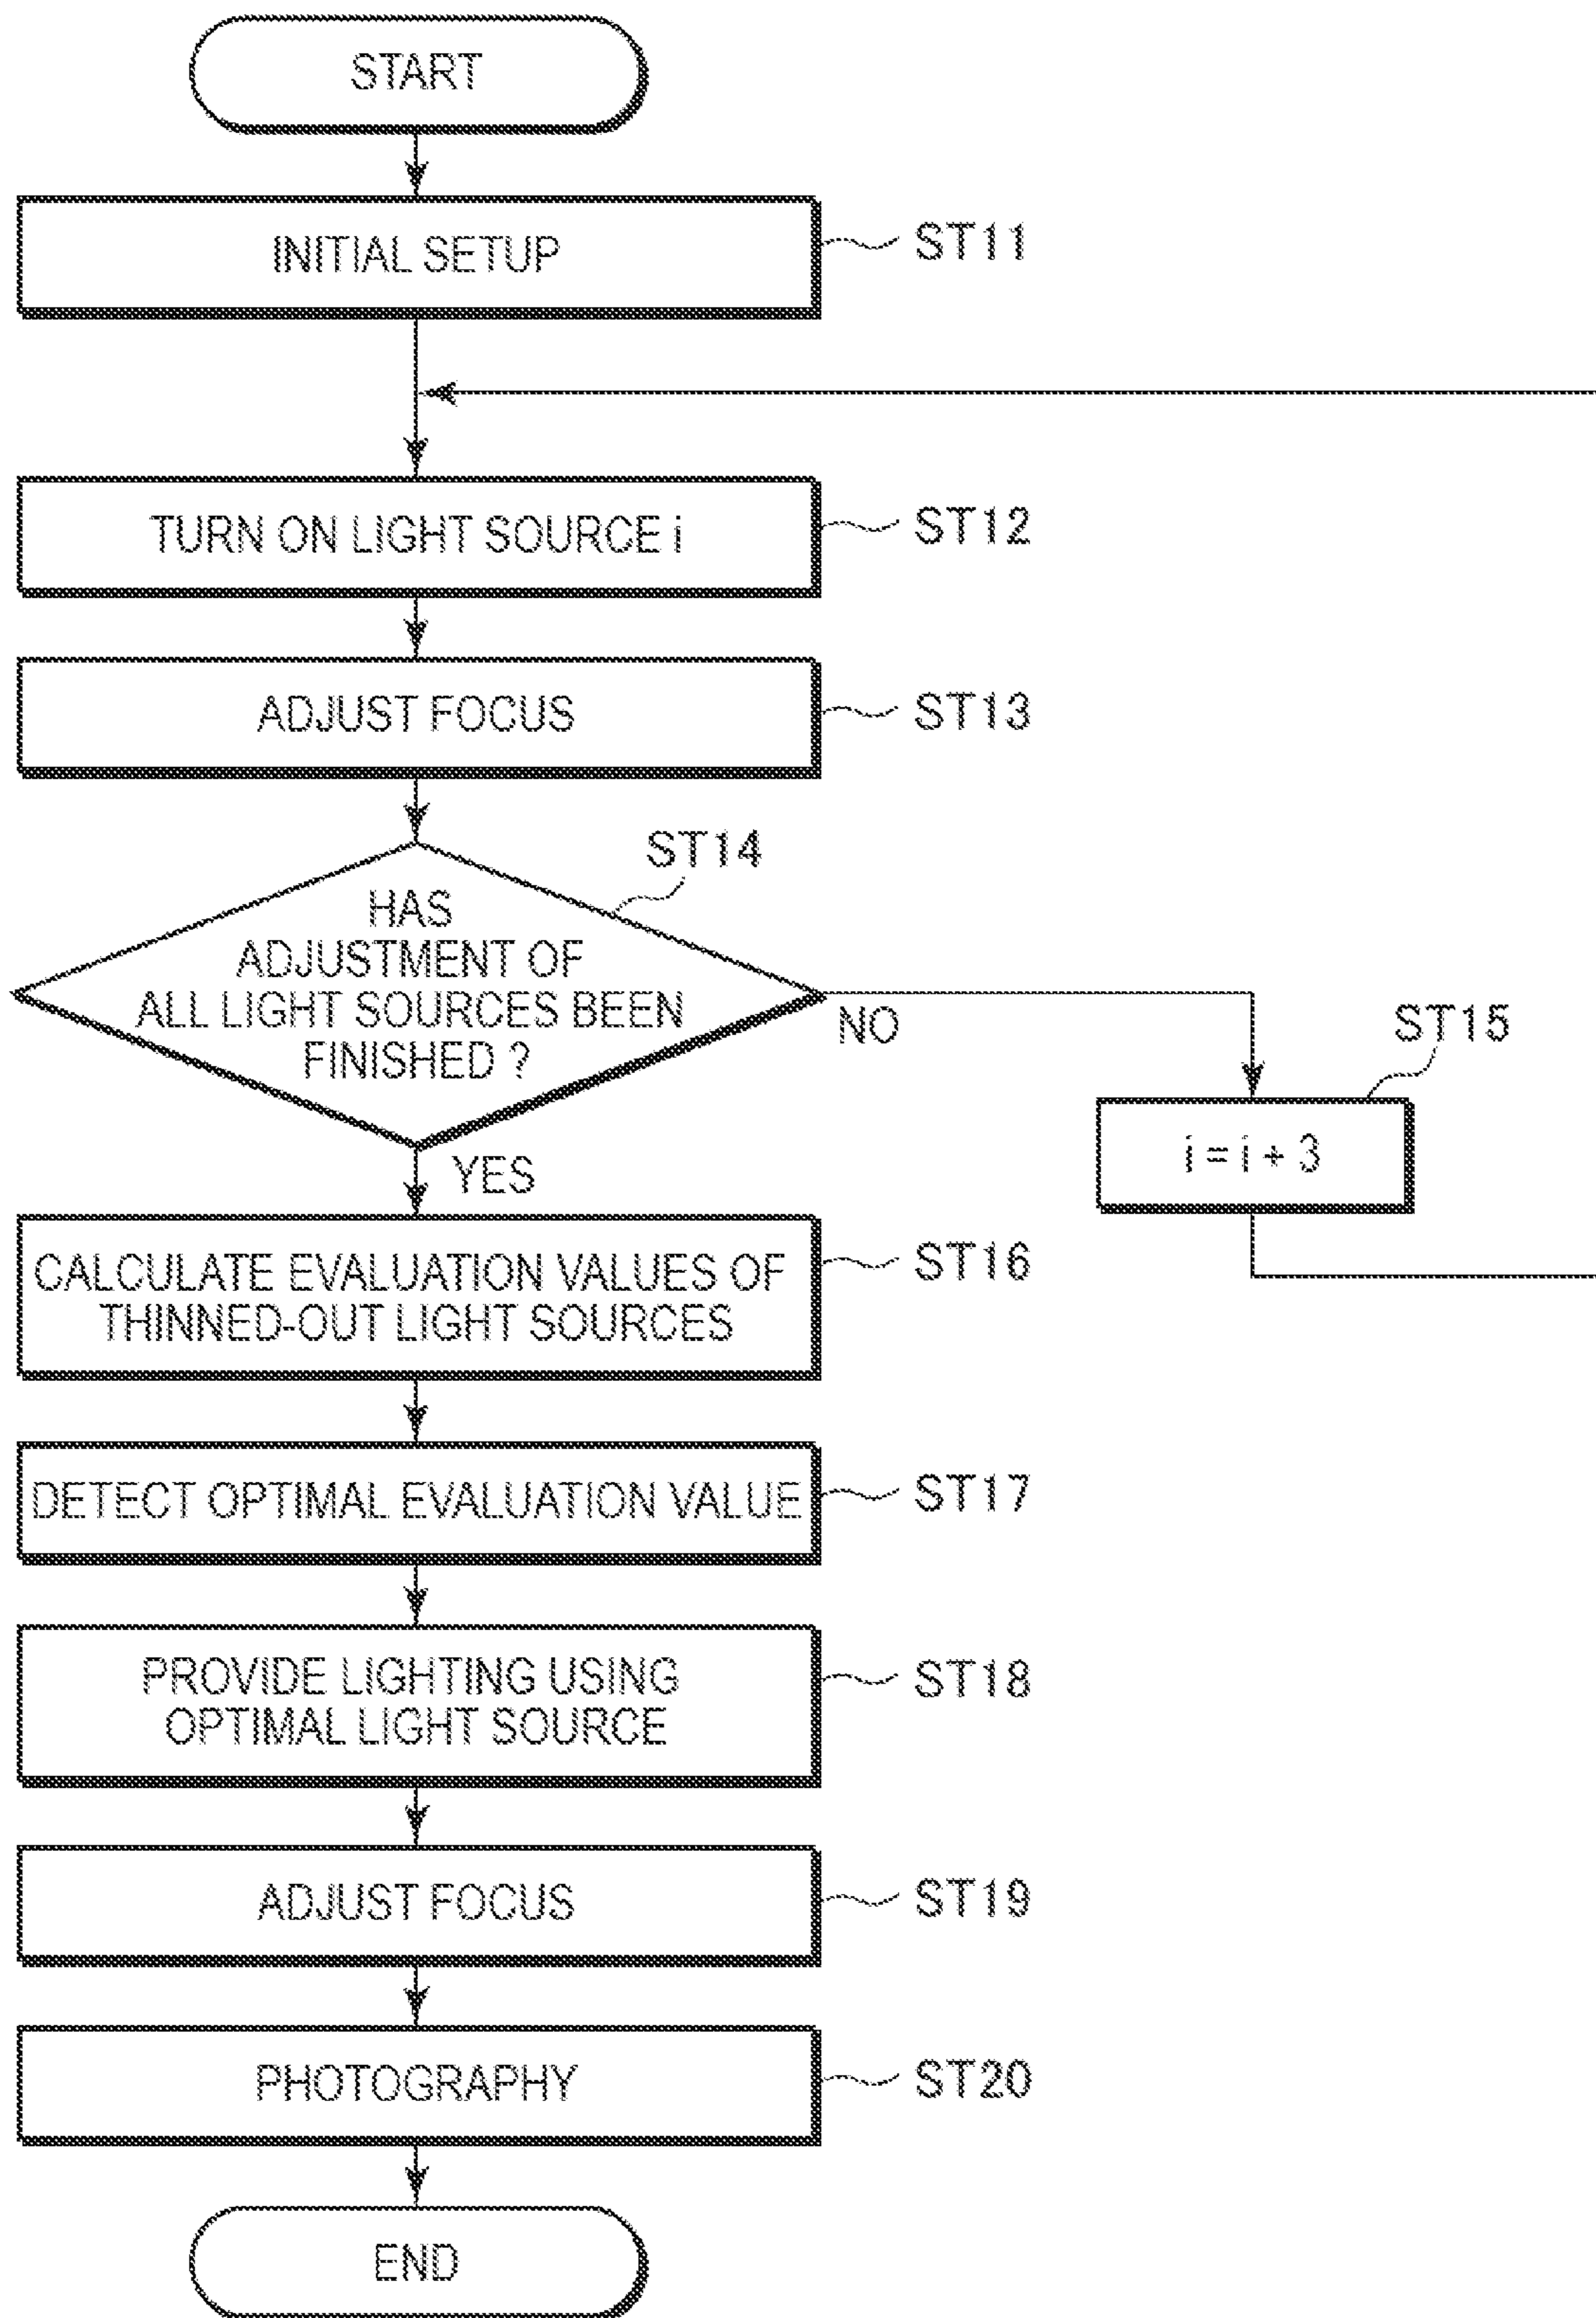 START
INITIAL SETUP
ST11
TURN ON LIGHT SOURCE i
ST12
ADJUST FOCUS
ST13
ST14
HAS
ADJUSTMENT OF
ALL LIGHT SOURCES BEEN
FINISHED ?
NO
ST15
i = i + 3
YES
CALCULATE EVALUATION VALUES OF
THINNED-OUT LIGHT SOURCES
ST16
DETECT OPTIMAL EVALUATION VALUE
ST17
PROVIDE LIGHTING USING
OPTIMAL LIGHT SOURCE
ST18
ADJUST FOCUS
ST19
PHOTOGRAPHY
ST20
END